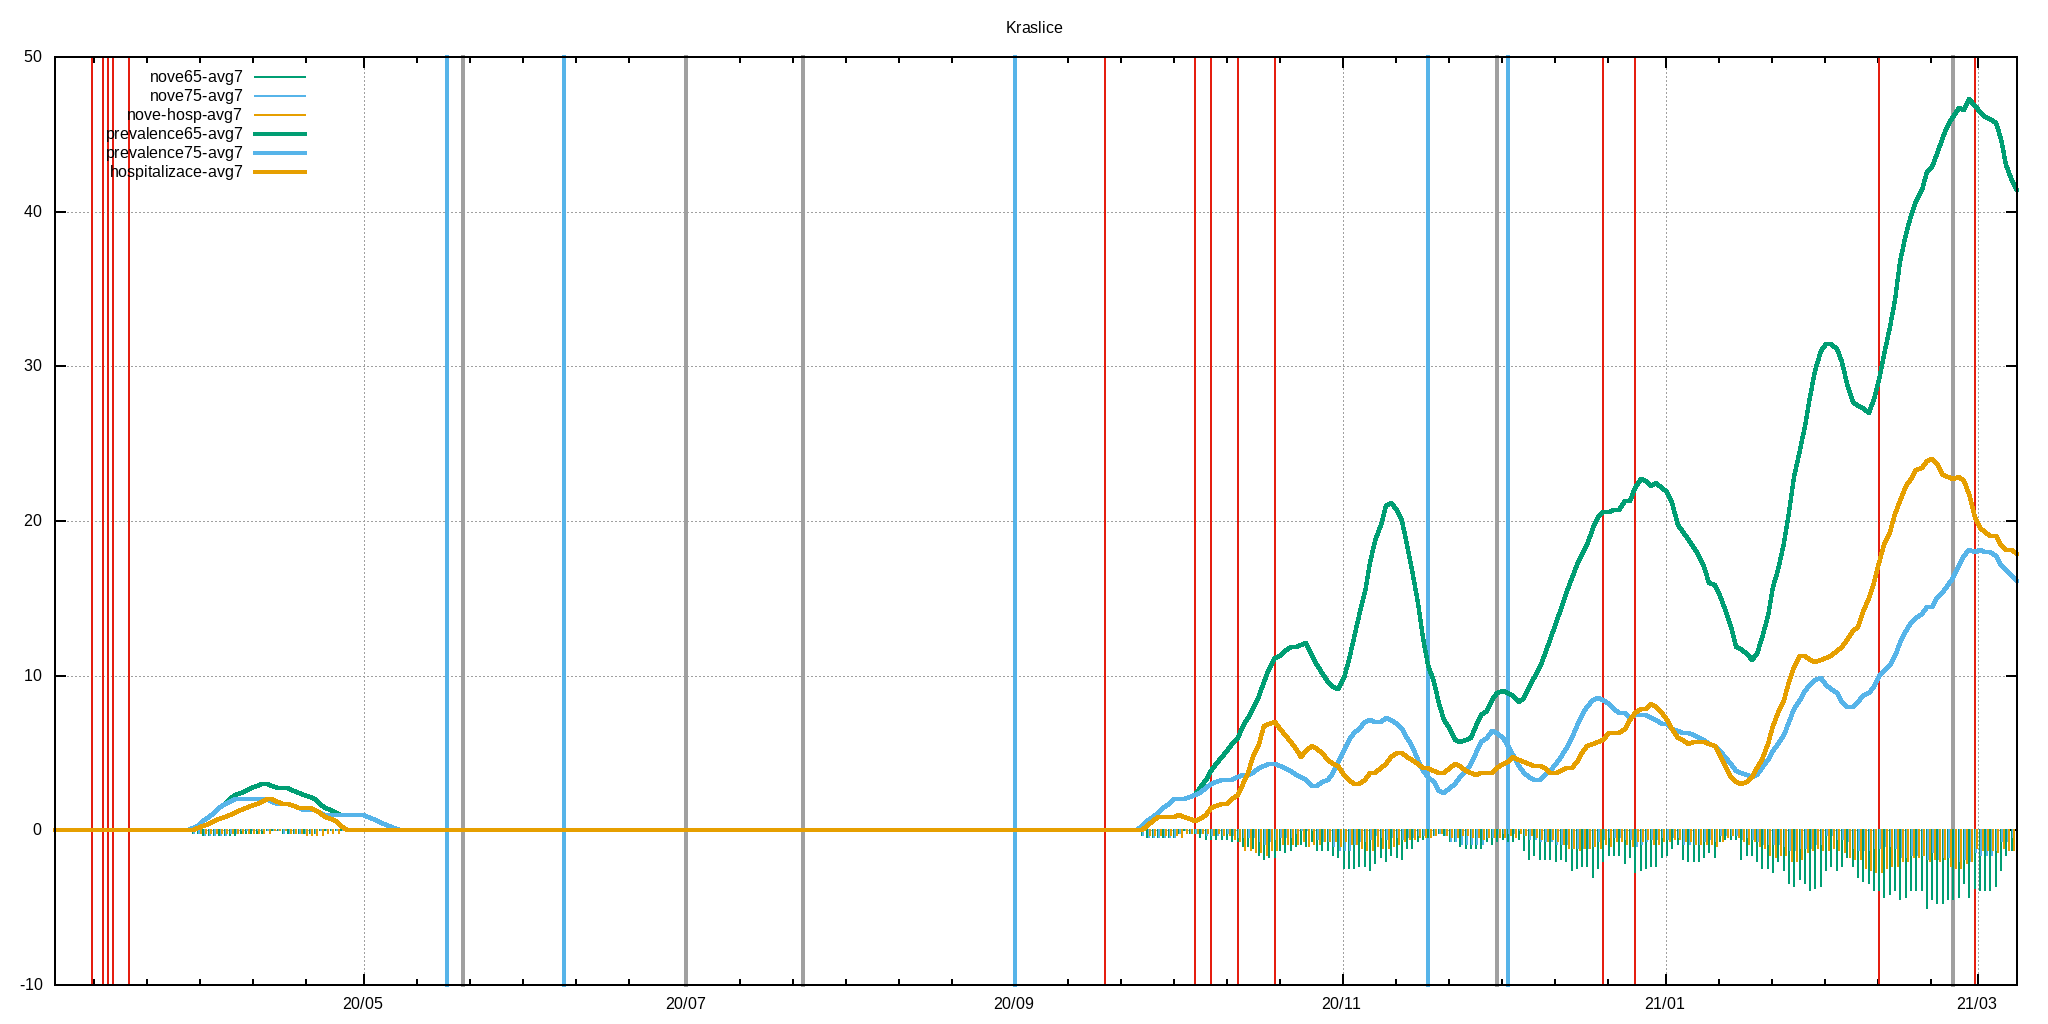 Kraslice
50
nove65-avg7
nove75-avg7
nove-hosp-avg7
prevalence65-avg7
prevalence75-avg7
hospitalizace-avg7
40
30
20
10
0
-10
20/05 20/07 20/09 20/11 21/01 21/03